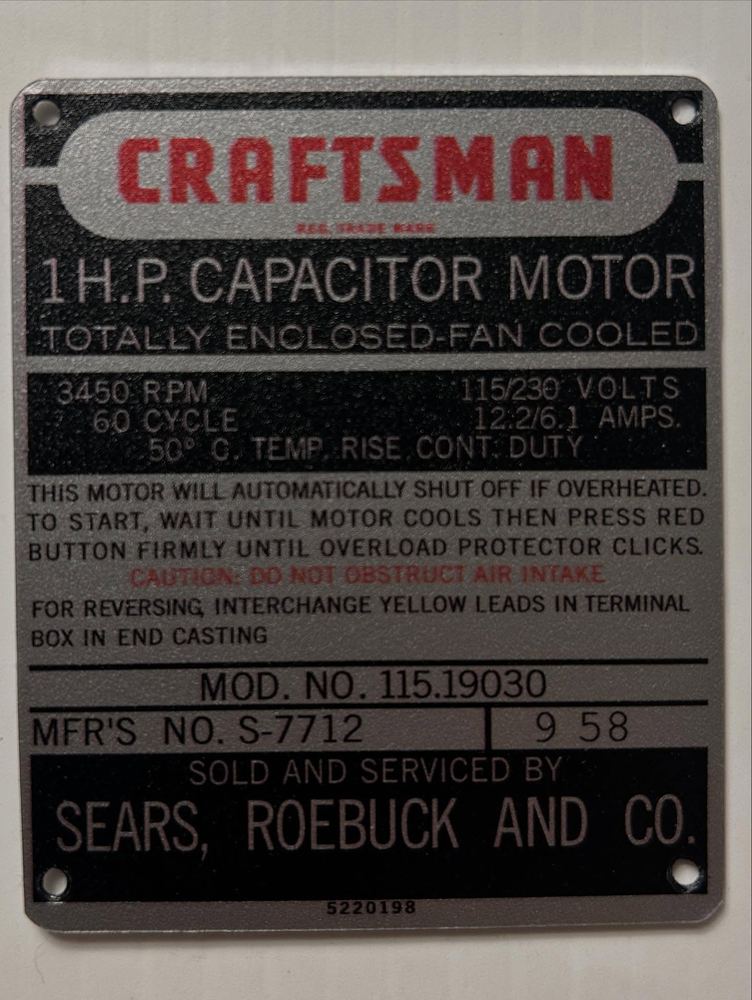 CRAFTSMAN
REG. TRADE MARK
1 H.P. CAPACITOR MOTOR
TOTALLY ENCLOSED-FAN COOLED
3450 R.P.M. 115/230 VOLTS
60 CYCLE 12.2/6.1 AMPS.
50° C. TEMP. RISE CONT. DUTY
THIS MOTOR WILL AUTOMATICALLY SHUT OFF IF OVERHEATED.
TO START, WAIT UNTIL MOTOR COOLS THEN PRESS RED
BUTTON FIRMLY UNTIL OVERLOAD PROTECTOR CLICKS.
CAUTION: DO NOT OBSTRUCT AIR INTAKE
FOR REVERSING, INTERCHANGE YELLOW LEADS IN TERMINAL
BOX IN END CASTING
MOD. NO. 115.19030
MFR'S NO. S-7712 9 58
SOLD AND SERVICED BY
SEARS, ROEBUCK AND CO.
5220198